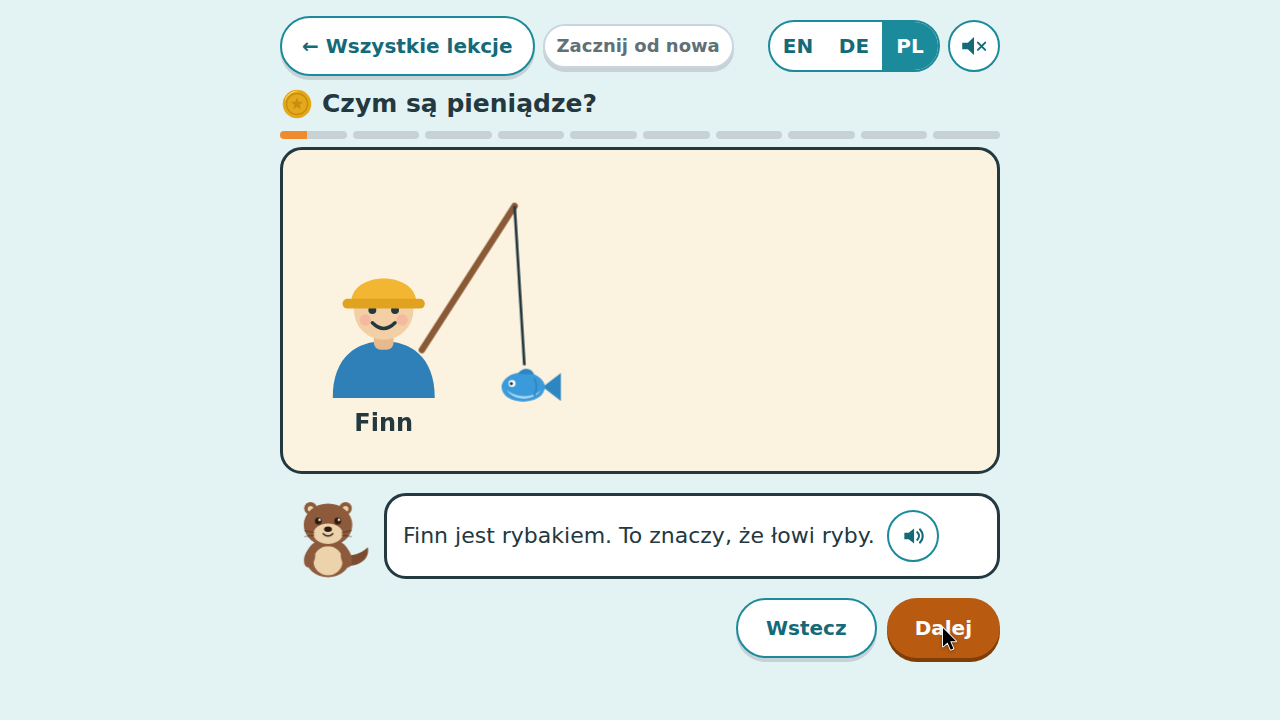 ← Wszystkie lekcje
Zacznij od nowa
EN DE PL
Czym są pieniądze?
Finn
Finn jest rybakiem. To znaczy, że łowi ryby.
Wstecz
Dalej